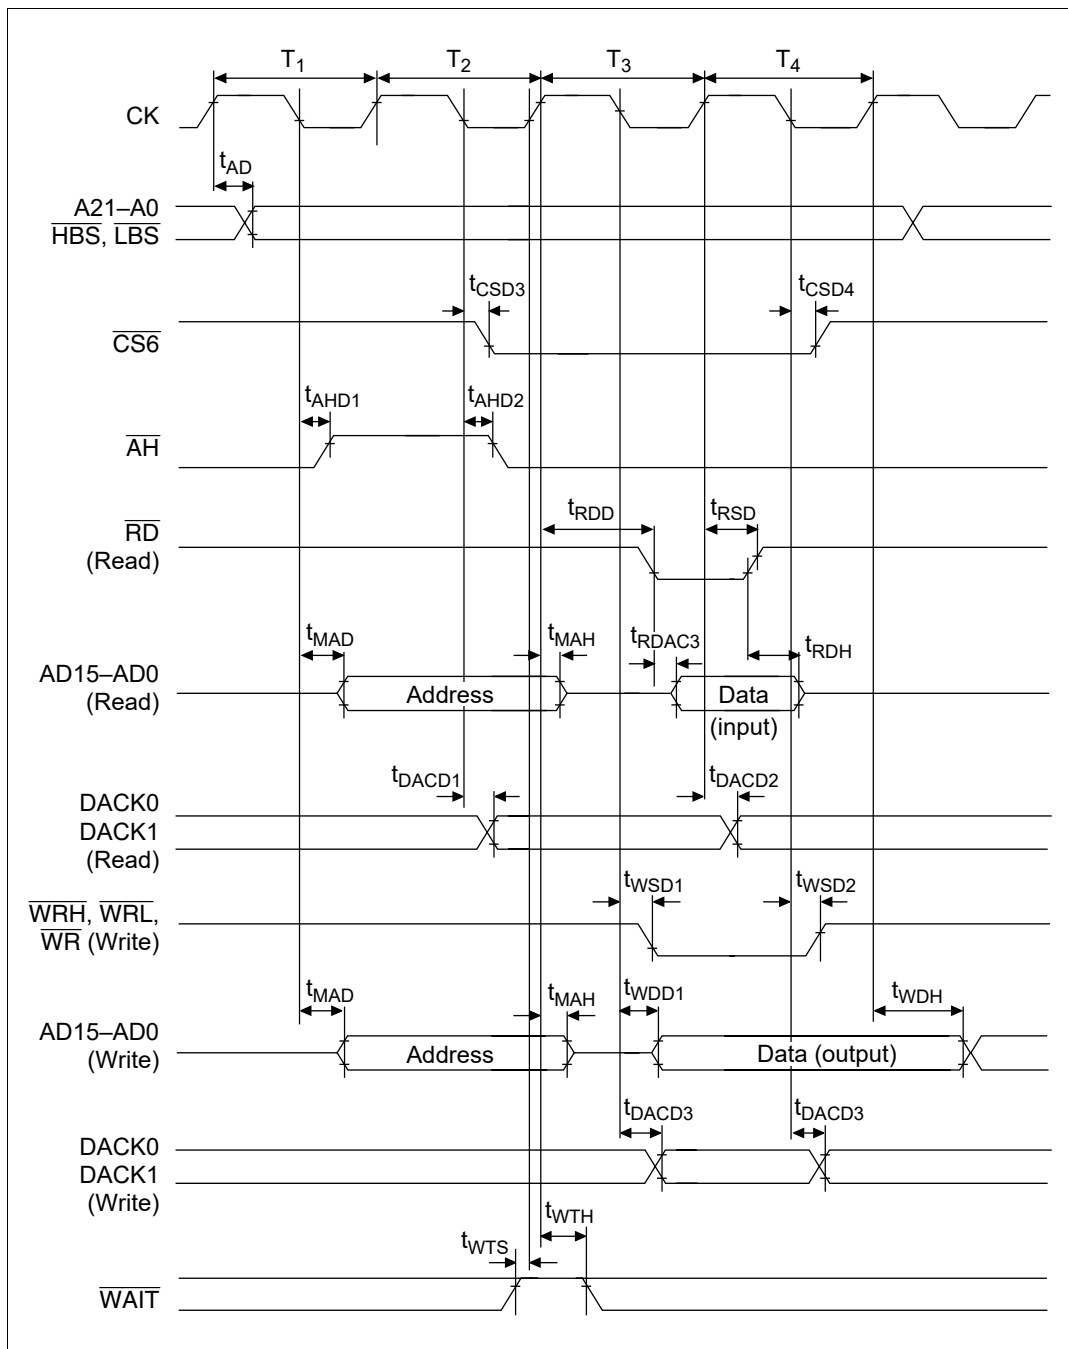 T1 T2 T3 T4
CK
tAD
A21–A0
HBS, LBS
tCSD3 tCSD4
CS6
tAHD1 tAHD2
AH
tRDD tRSD
RD
(Read)
tMAD tMAH tRDAC3 tRDH
AD15–AD0
(Read)
Address Data
(input)
tDACD1 tDACD2
DACK0
DACK1
(Read)
tWSD1 tWSD2
WRH, WRL,
WR (Write)
tMAD tMAH tWDD1 tWDH
AD15–AD0
(Write)
Address Data (output)
tDACD3 tDACD3
DACK0
DACK1
(Write)
tWTH
tWTS
WAIT